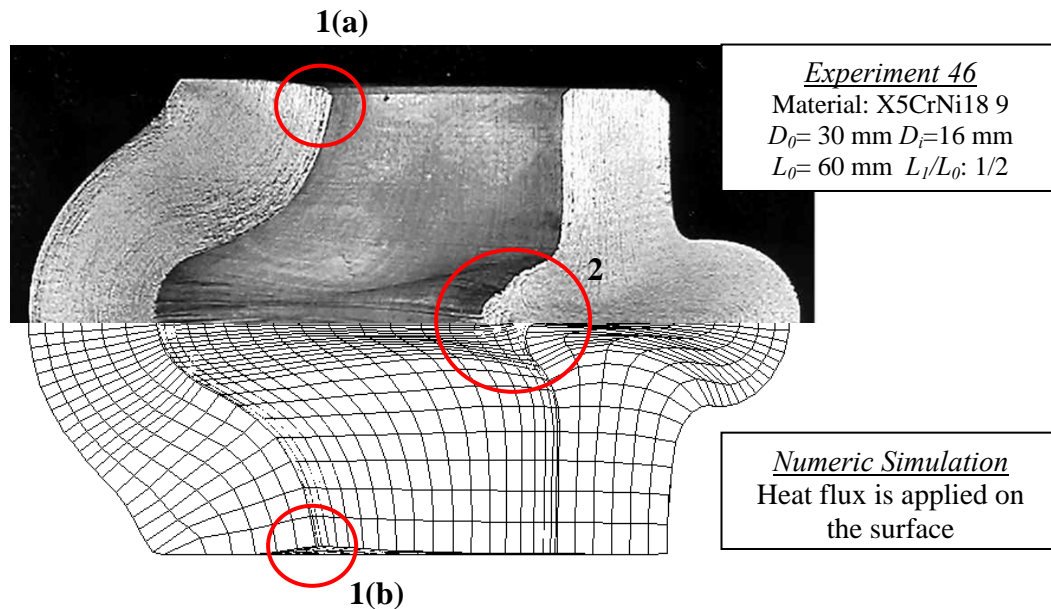 1(a)
Experiment 46
Material: X5CrNi18 9
D0= 30 mm Di=16 mm
L0= 60 mm L1/L0: 1/2
2
Numeric Simulation
Heat flux is applied on
the surface
1(b)